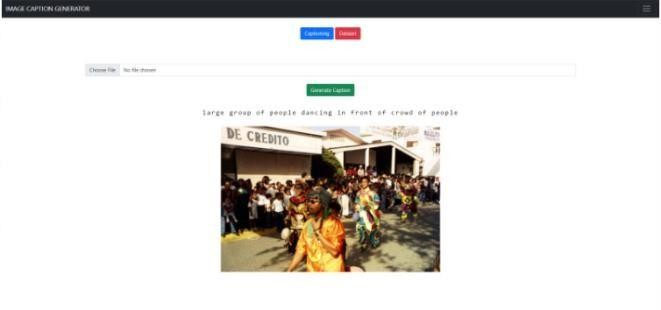 IMAGE CAPTION GENERATOR
Captioning Dataset
Choose File No file chosen
Generate Caption
large group of people dancing in front of crowd of people
DE CREDITO